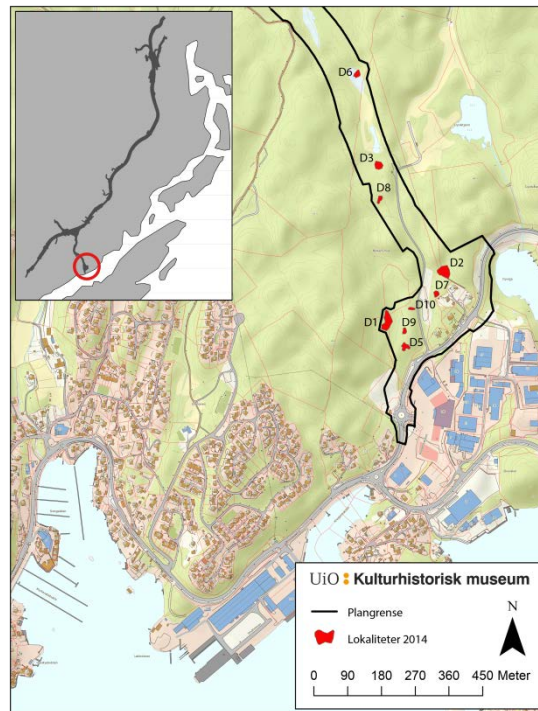 D6
D3
D8
D2
D7
D10
D1
D9
D5
UiO : Kulturhistorisk museum
Plangrense
Lokaliteter 2014
N
0 90 180 270 360 450 Meter